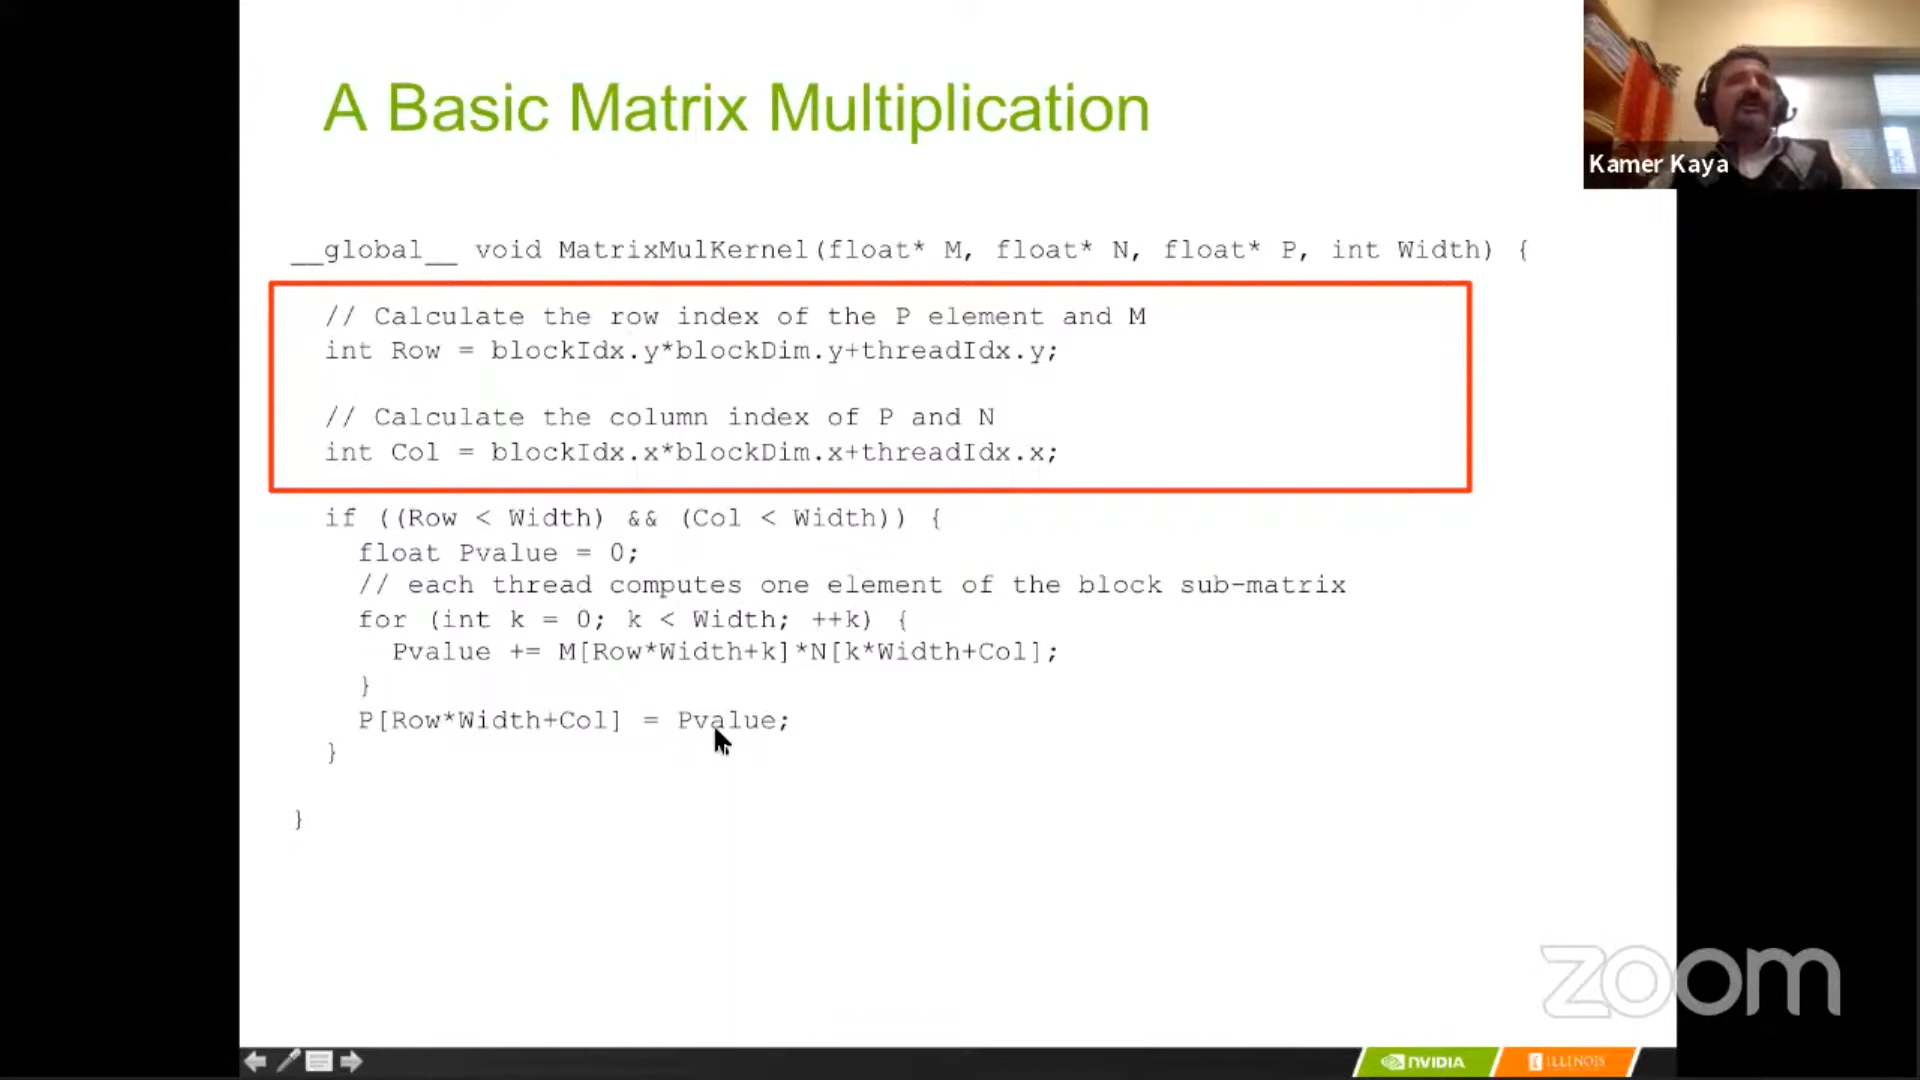 A Basic Matrix Multiplication
Kamer Kaya
__global__ void MatrixMulKernel(float* M, float* N, float* P, int Width) {
// Calculate the row index of the P element and M
int Row = blockIdx.y*blockDim.y+threadIdx.y;
// Calculate the column index of P and N
int Col = blockIdx.x*blockDim.x+threadIdx.x;
if ((Row < Width) && (Col < Width)) {
float Pvalue = 0;
// each thread computes one element of the block sub-matrix
for (int k = 0; k < Width; ++k) {
Pvalue += M[Row*Width+k]*N[k*Width+Col];
}
P[Row*Width+Col] = Pvalue;
}
}
zoom
NVIDIA
I ILLINOIS